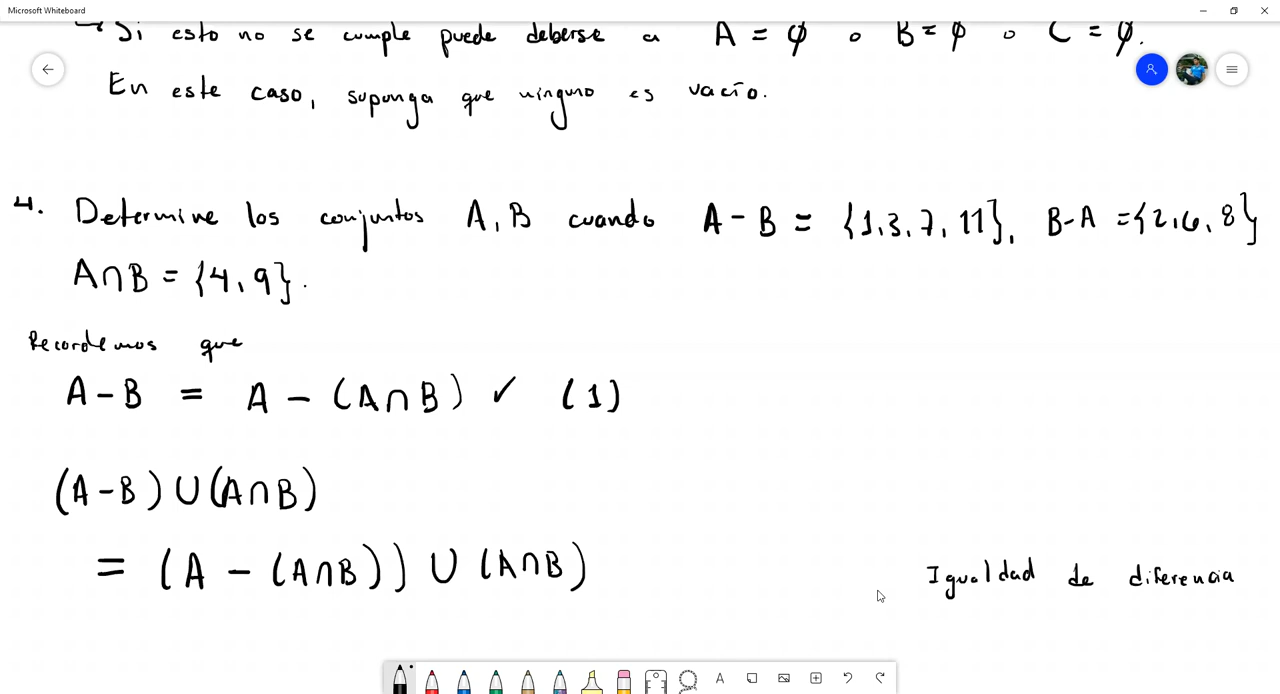 Microsoft Whiteboard
Si esto no se cumple puede deberse a A = ∅ o B = ∅ o C = ∅.
En este caso, suponga que ninguno es vacío.
4. Determine los conjuntos A, B cuando A - B = {1, 3, 7, 11}, B - A = {2, 6, 8}
A ∩ B = {4, 9}.
Recordemos que
A - B = A - (A ∩ B) ✓ (1)
(A - B) ∪ (A ∩ B)
= (A - (A ∩ B)) ∪ (A ∩ B) Igualdad de diferencia